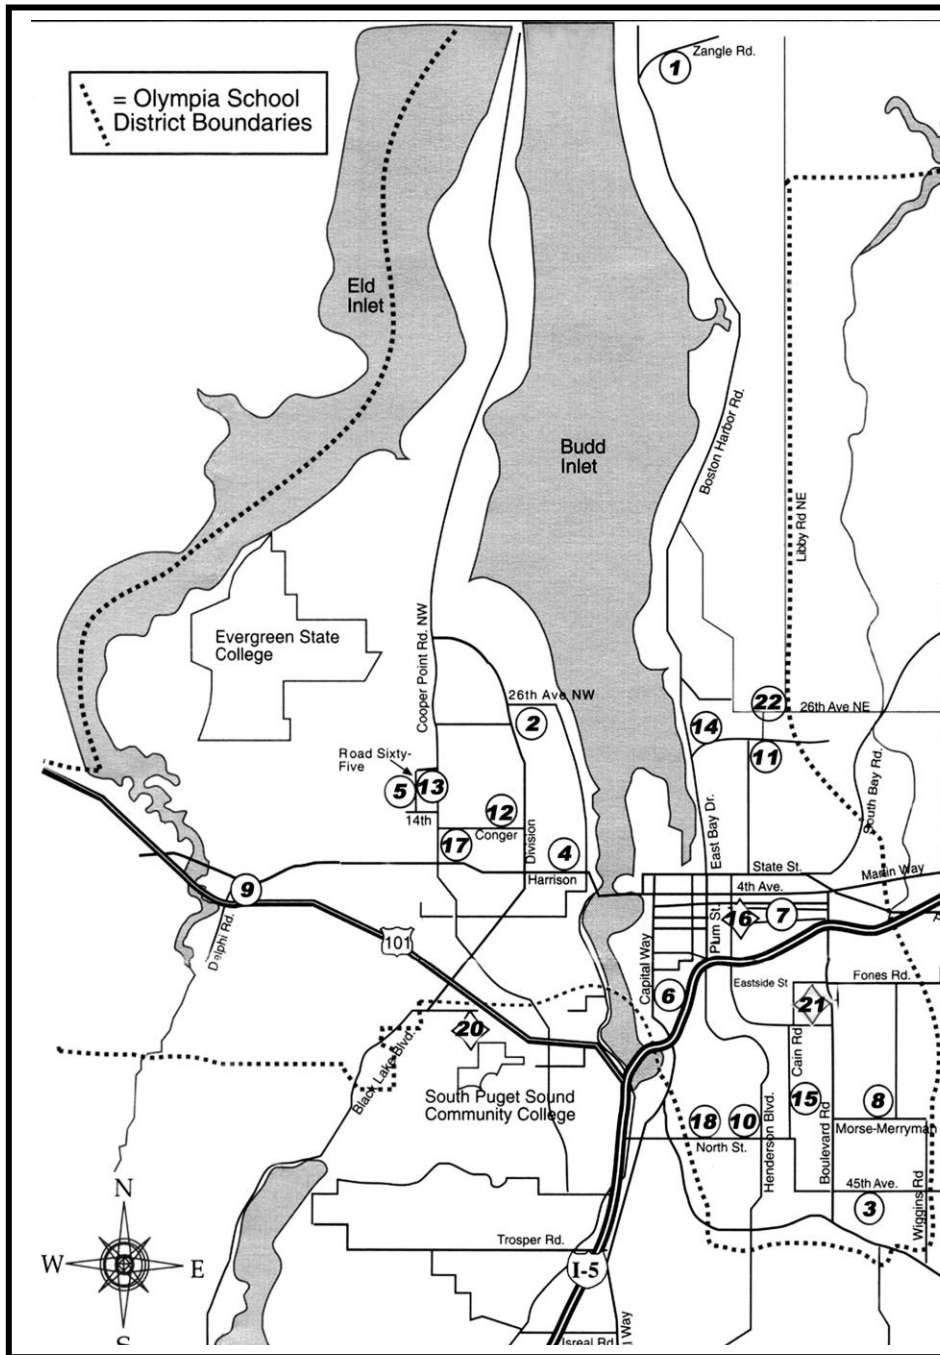 Zangle Rd.
1
= Olympia School
District Boundaries
Eld
Inlet
Boston Harbor Rd.
Budd
Inlet
Libby Rd NE
Evergreen State
College
Cooper Point Rd. NW
26th Ave NW
2
22
26th Ave NE
14
11
South Bay Rd.
Road Sixty-
Five
5
13
14th
12
Conger
17
Division
4
Harrison
East Bay Dr.
State St.
Martin Way
4th Ave.
9
Delphi Rd.
101
Plum St.
16
7
Capital Way
6
Eastside St
Fones Rd.
21
Cain Rd
Black Lake Blvd.
20
South Puget Sound
Community College
18
10
15
8
North St.
Henderson Blvd.
Boulevard Rd
Morse-Merryman
45th Ave.
3
Wiggins Rd
N
W
E
S
Trosper Rd.
I-5
Isreal Rd
Way